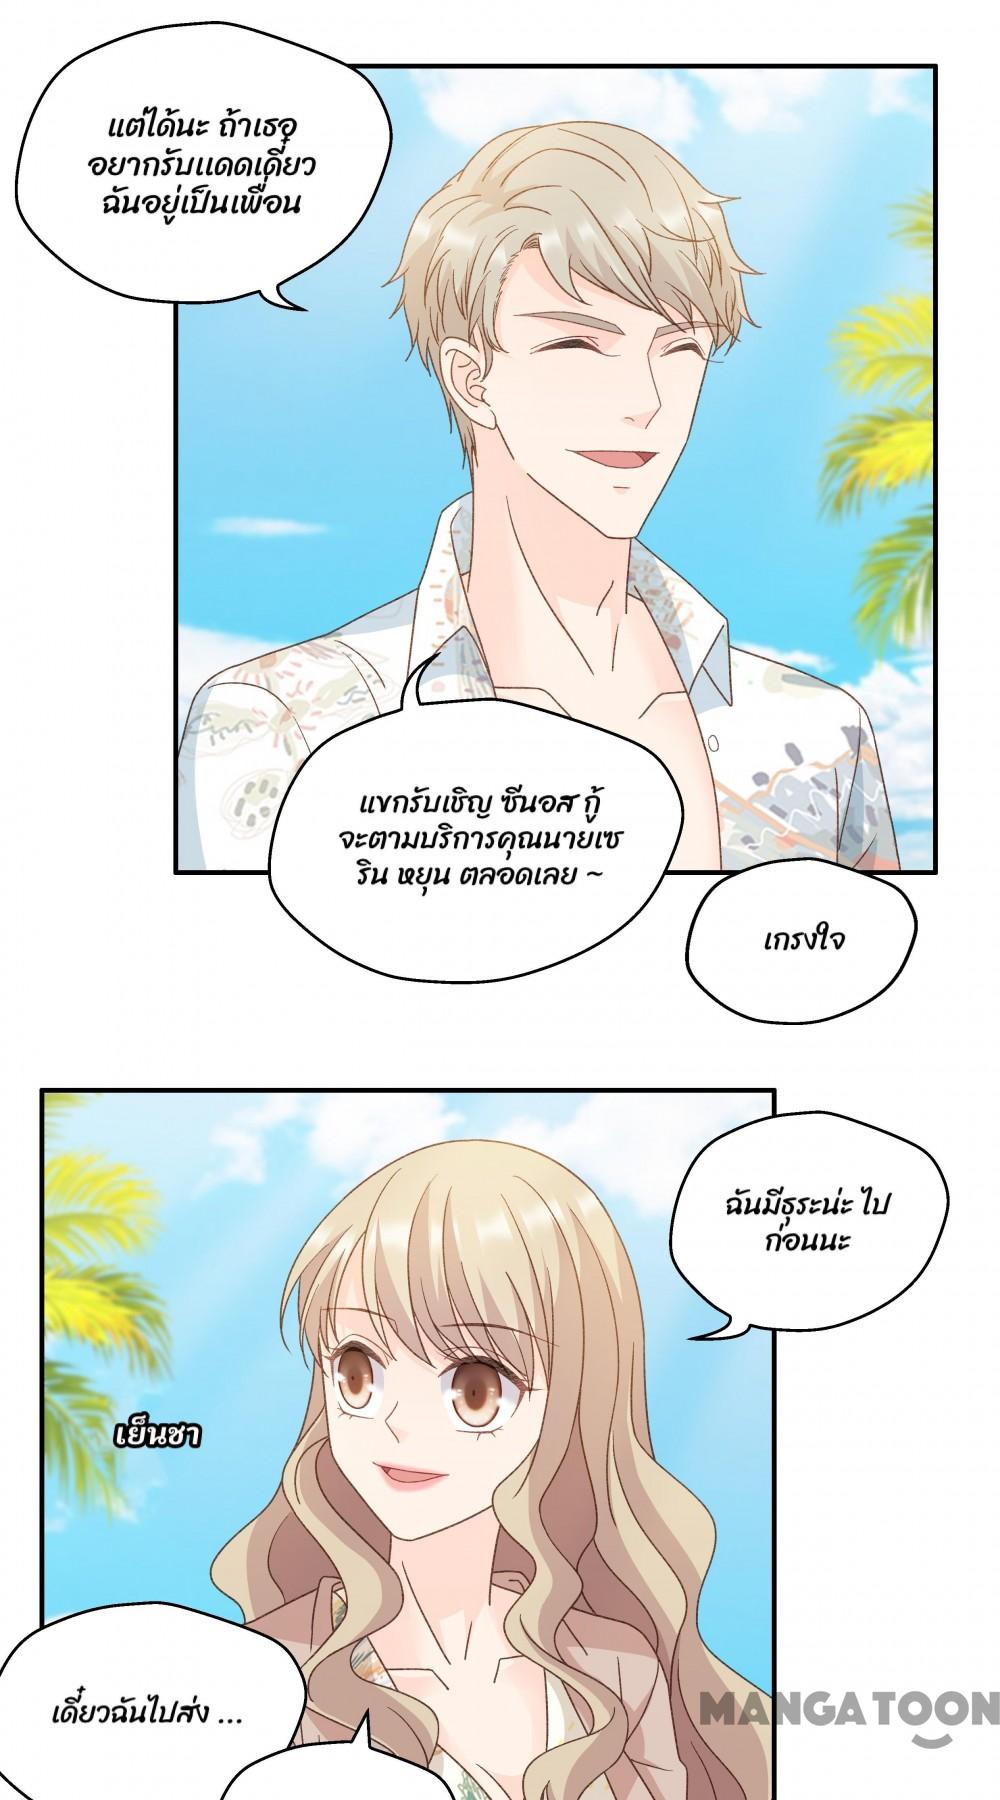 แต่ได้นะ ถ้าเธอ
อยากรับแดดเดี๋ยว
ฉันอยู่เป็นเพื่อน
แขกรับเชิญ ซีนอส กู้
จะตามบริการคุณนายเซ
ริน หยุน ตลอดเลย ~
เกรงใจ
ฉันมีธุระน่ะ ไป
ก่อนนะ
เย็นชา
เดี๋ยวฉันไปส่ง ...
MANGATOON